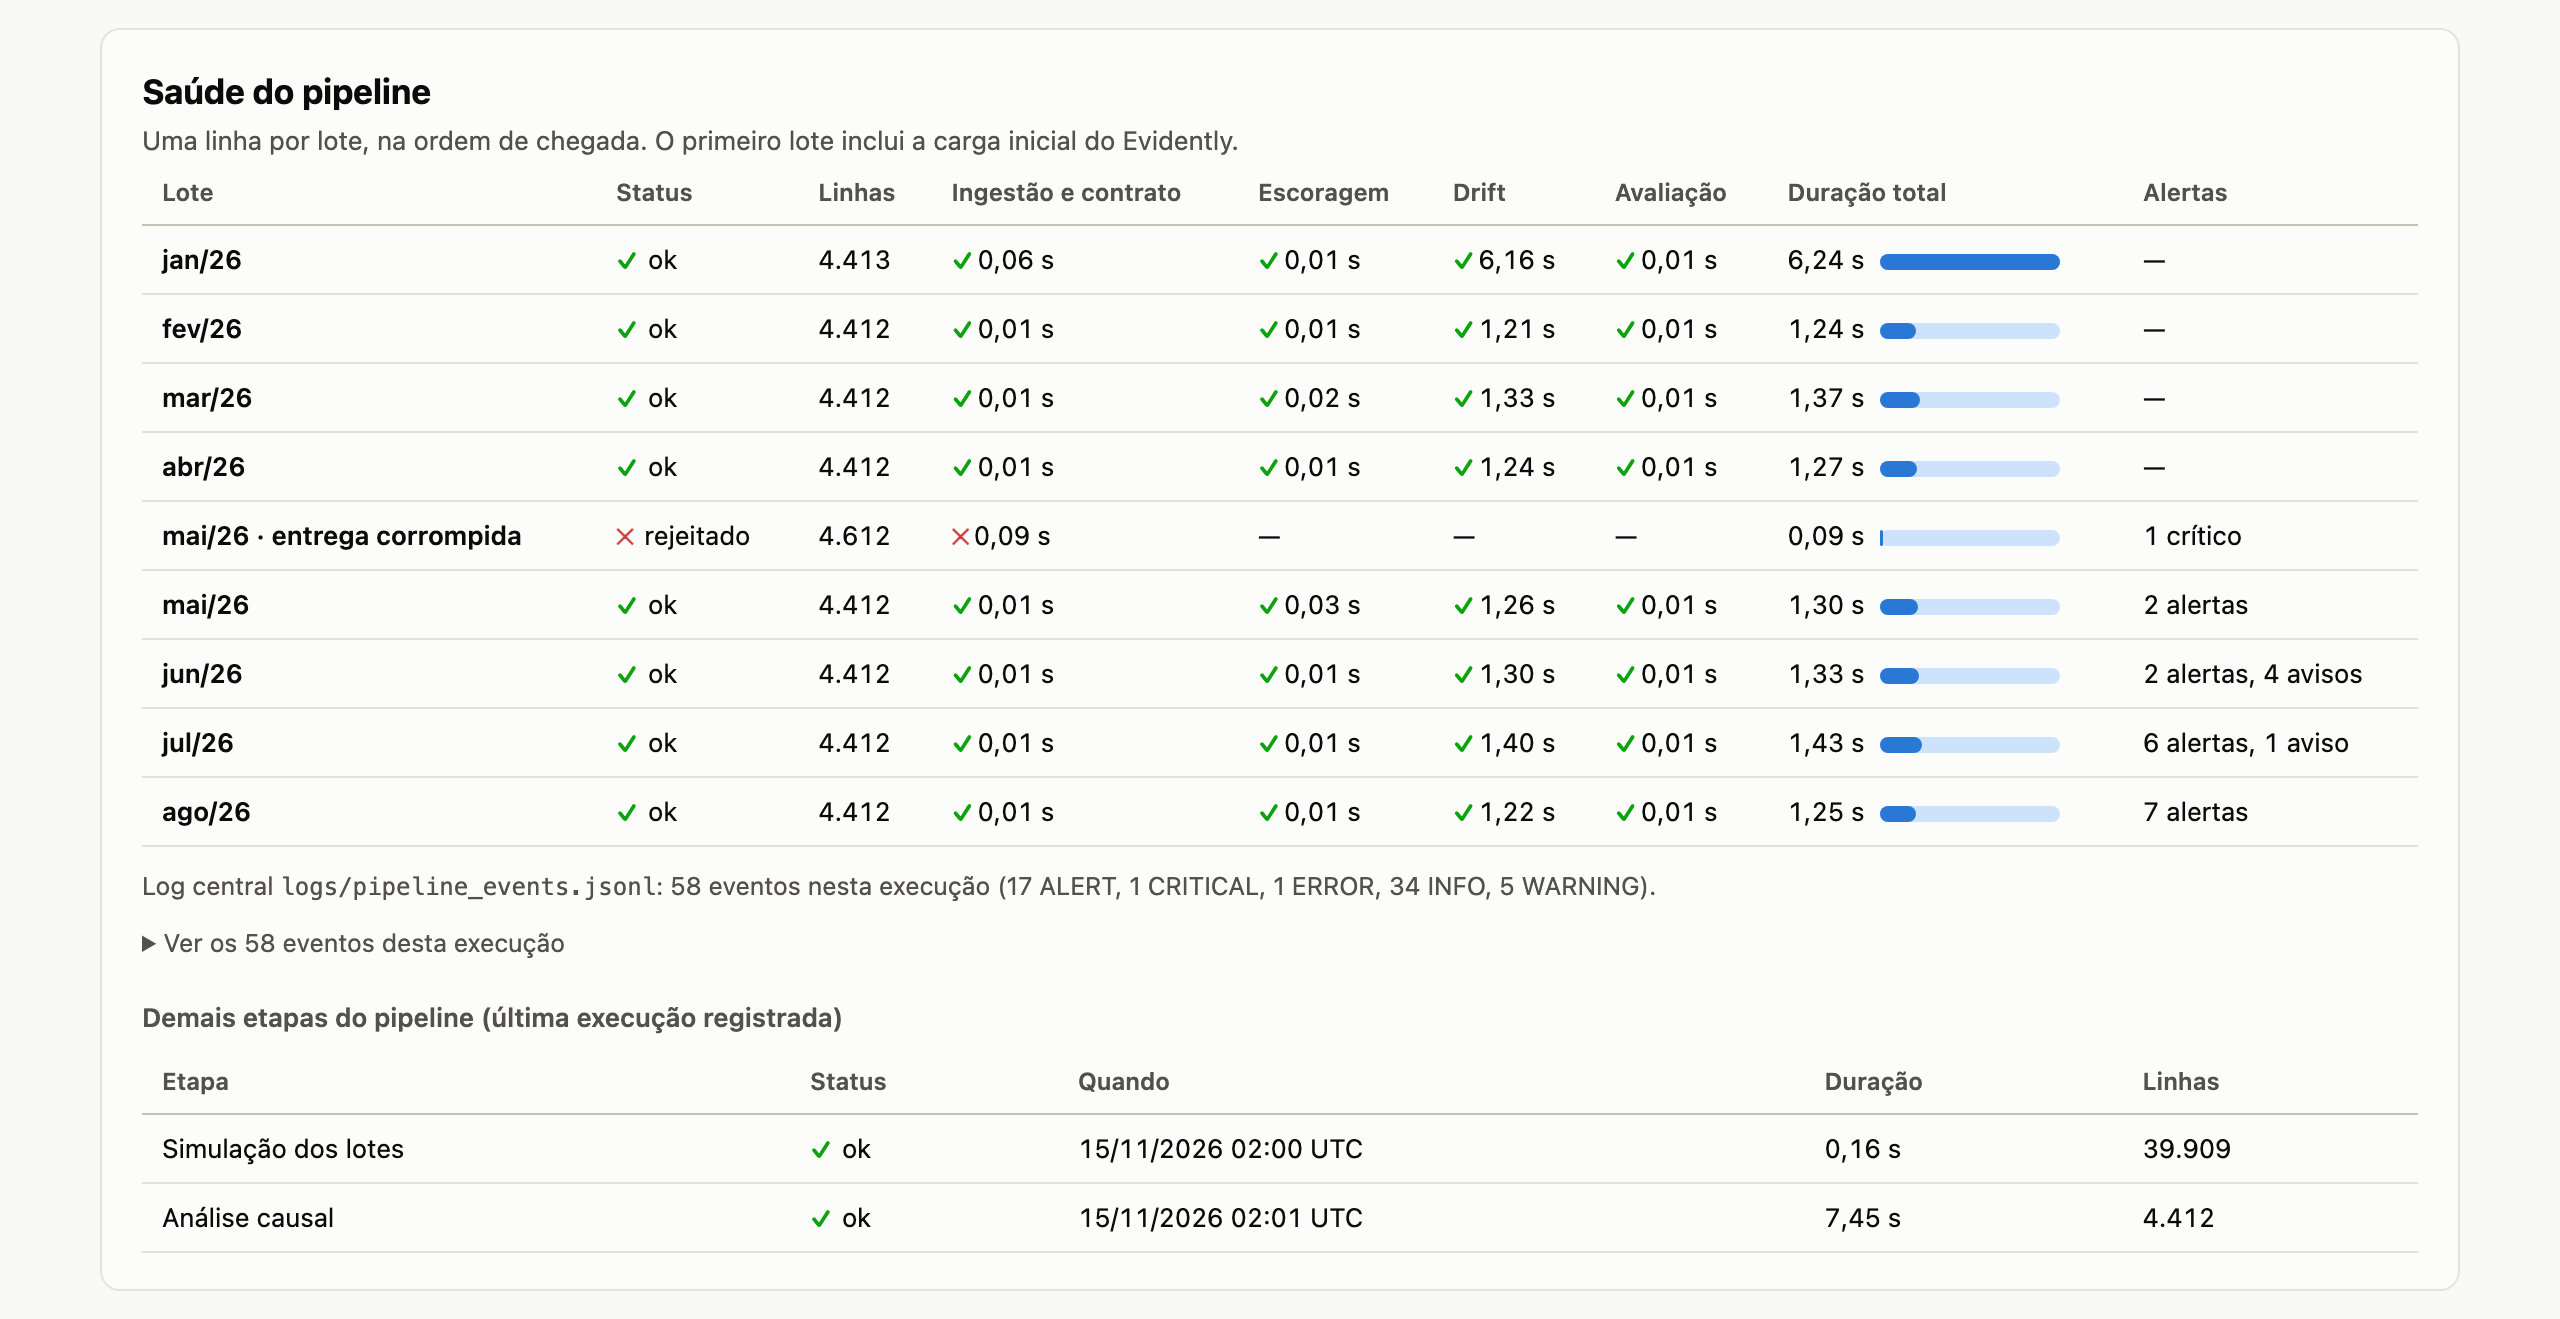 Saúde do pipeline
Uma linha por lote, na ordem de chegada. O primeiro lote inclui a carga inicial do Evidently.
Lote Status Linhas Ingestão e contrato Escoragem Drift Avaliação Duração total Alertas
jan/26 ✓ ok 4.413 ✓ 0,06 s ✓ 0,01 s ✓ 6,16 s ✓ 0,01 s 6,24 s —
fev/26 ✓ ok 4.412 ✓ 0,01 s ✓ 0,01 s ✓ 1,21 s ✓ 0,01 s 1,24 s —
mar/26 ✓ ok 4.412 ✓ 0,01 s ✓ 0,02 s ✓ 1,33 s ✓ 0,01 s 1,37 s —
abr/26 ✓ ok 4.412 ✓ 0,01 s ✓ 0,01 s ✓ 1,24 s ✓ 0,01 s 1,27 s —
mai/26 · entrega corrompida ✕ rejeitado 4.612 ✕ 0,09 s — — — 0,09 s 1 crítico
mai/26 ✓ ok 4.412 ✓ 0,01 s ✓ 0,03 s ✓ 1,26 s ✓ 0,01 s 1,30 s 2 alertas
jun/26 ✓ ok 4.412 ✓ 0,01 s ✓ 0,01 s ✓ 1,30 s ✓ 0,01 s 1,33 s 2 alertas, 4 avisos
jul/26 ✓ ok 4.412 ✓ 0,01 s ✓ 0,01 s ✓ 1,40 s ✓ 0,01 s 1,43 s 6 alertas, 1 aviso
ago/26 ✓ ok 4.412 ✓ 0,01 s ✓ 0,01 s ✓ 1,22 s ✓ 0,01 s 1,25 s 7 alertas
Log central logs/pipeline_events.jsonl: 58 eventos nesta execução (17 ALERT, 1 CRITICAL, 1 ERROR, 34 INFO, 5 WARNING).
▶ Ver os 58 eventos desta execução
Demais etapas do pipeline (última execução registrada)
Etapa Status Quando Duração Linhas
Simulação dos lotes ✓ ok 15/11/2026 02:00 UTC 0,16 s 39.909
Análise causal ✓ ok 15/11/2026 02:01 UTC 7,45 s 4.412